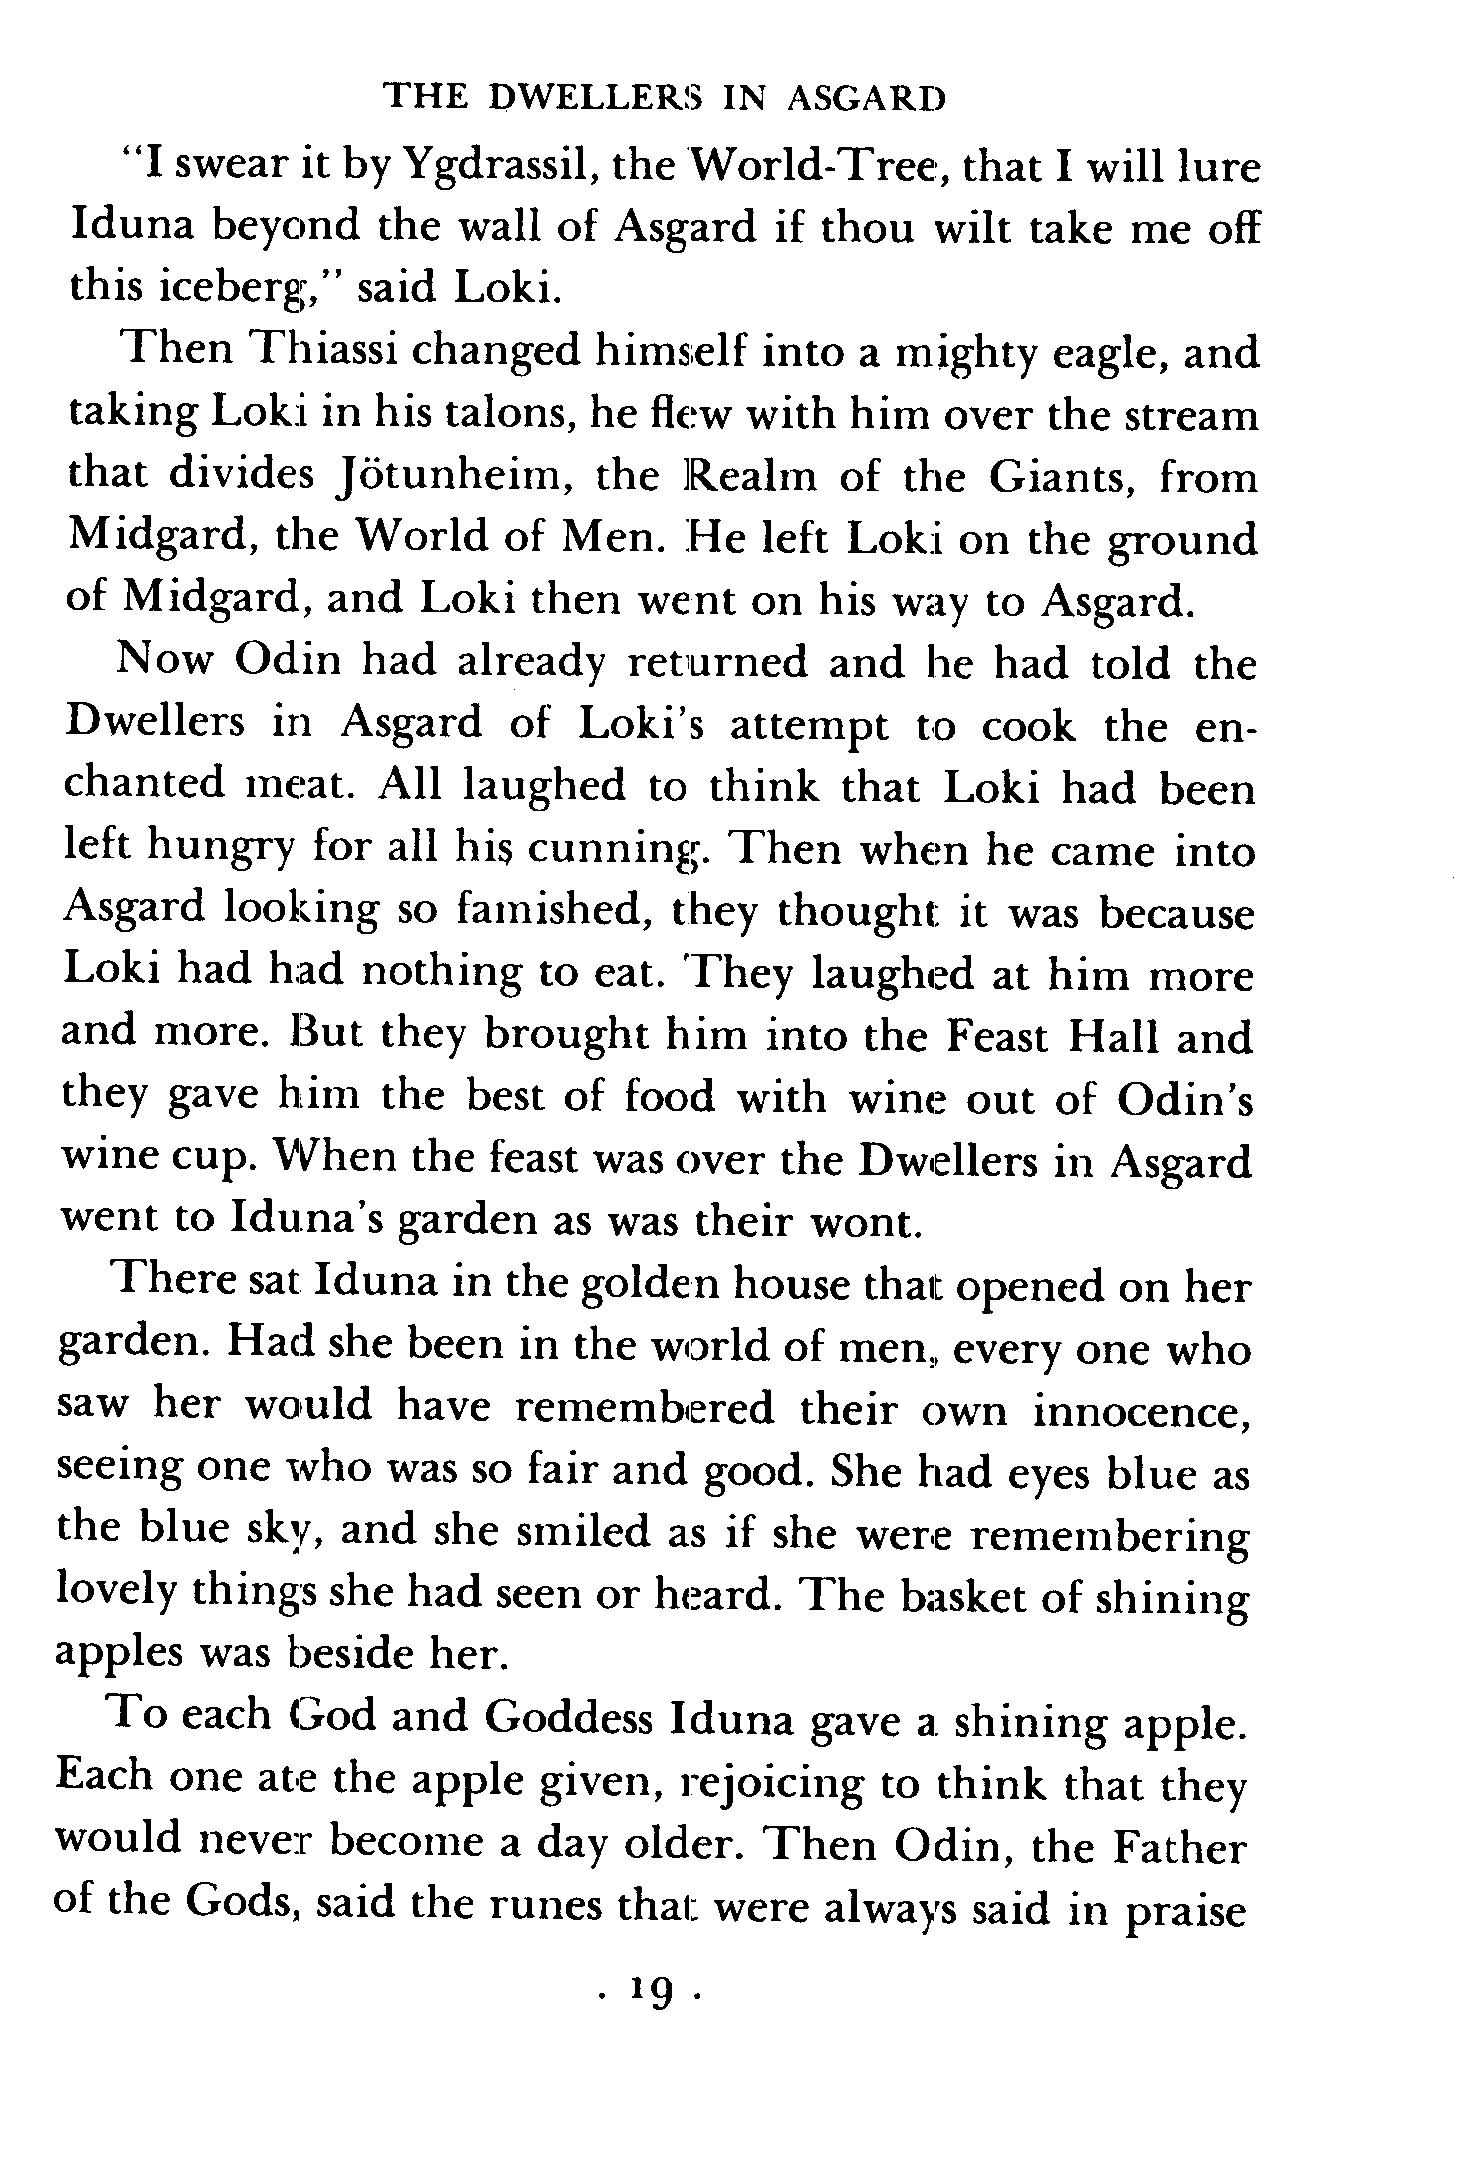 THE DWELLERS IN ASGARD
“I swear it by Ygdrassil, the World-Tree, that I will lure
Iduna beyond the wall of Asgard if thou wilt take me off
this iceberg,” said Loki.
Then Thiassi changed himself into a mighty eagle, and
taking Loki in his talons, he flew with him over the stream
that divides Jötunheim, the Realm of the Giants, from
Midgard, the World of Men. He left Loki on the ground
of Midgard, and Loki then went on his way to Asgard.
Now Odin had already returned and he had told the
Dwellers in Asgard of Loki’s attempt to cook the en-
chanted meat. All laughed to think that Loki had been
left hungry for all his cunning. Then when he came into
Asgard looking so famished, they thought it was because
Loki had had nothing to eat. They laughed at him more
and more. But they brought him into the Feast Hall and
they gave him the best of food with wine out of Odin’s
wine cup. When the feast was over the Dwellers in Asgard
went to Iduna’s garden as was their wont.
There sat Iduna in the golden house that opened on her
garden. Had she been in the world of men, every one who
saw her would have remembered their own innocence,
seeing one who was so fair and good. She had eyes blue as
the blue sky, and she smiled as if she were remembering
lovely things she had seen or heard. The basket of shining
apples was beside her.
To each God and Goddess Iduna gave a shining apple.
Each one ate the apple given, rejoicing to think that they
would never become a day older. Then Odin, the Father
of the Gods, said the runes that were always said in praise
. 19 .